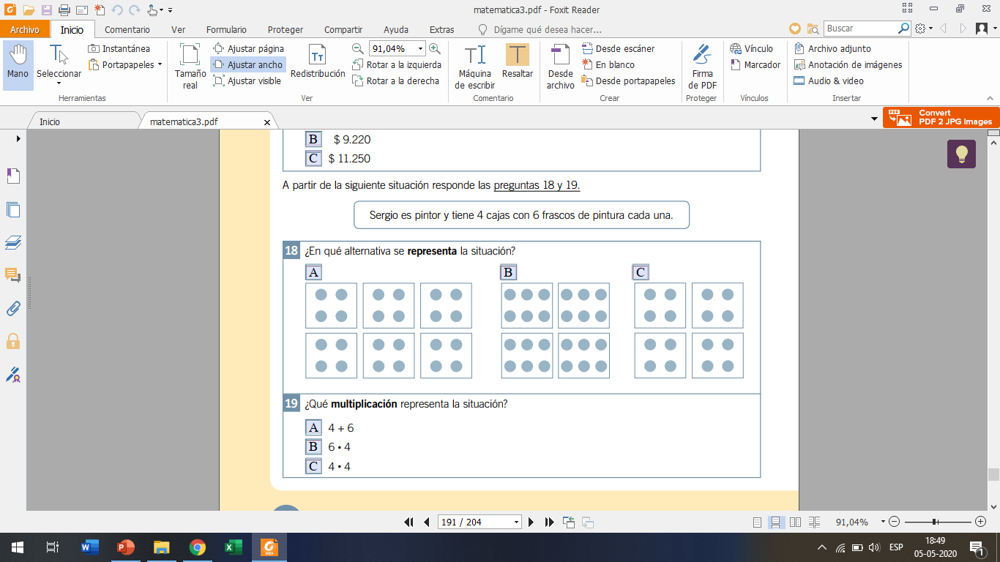 matematica3.pdf - Foxit Reader
Archivo Inicio Comentario Ver Formulario Proteger Compartir Ayuda Extras Dígame qué desea hacer... Buscar
Mano
Seleccionar
Instantánea
Portapapeles
Herramientas
Tamaño real
Ajustar página
Ajustar ancho
Ajustar visible
Redistribución
91,04%
Rotar a la izquierda
Rotar a la derecha
Ver
Máquina de escribir
Resaltar
Comentario
Desde archivo
Desde escáner
En blanco
Desde portapapeles
Crear
Firma de PDF
Proteger
Vínculo
Marcador
Vínculos
Archivo adjunto
Anotación de imágenes
Audio & video
Insertar
Inicio
matematica3.pdf
PDF
Convert
PDF 2 JPG Images
B $ 9.220
C $ 11.250
A partir de la siguiente situación responde las preguntas 18 y 19.
Sergio es pintor y tiene 4 cajas con 6 frascos de pintura cada una.
18 ¿En qué alternativa se representa la situación?
A B C
19 ¿Qué multiplicación representa la situación?
A 4 + 6
B 6 • 4
C 4 • 4
191 / 204
91,04%
ESP
18:49
05-05-2020
1